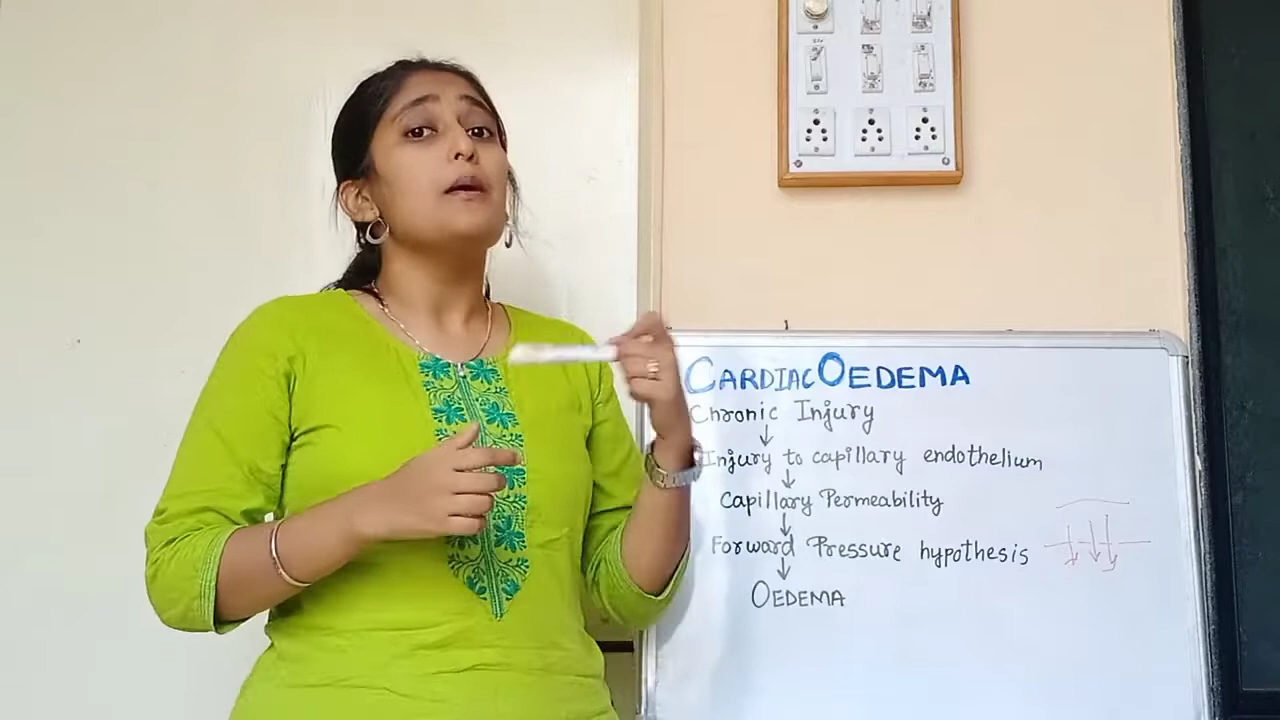 CARDIAC OEDEMA
Chronic Injury
↓
Injury to capillary endothelium
↓
Capillary Permeability
↓
Forward Pressure hypothesis
↓
OEDEMA